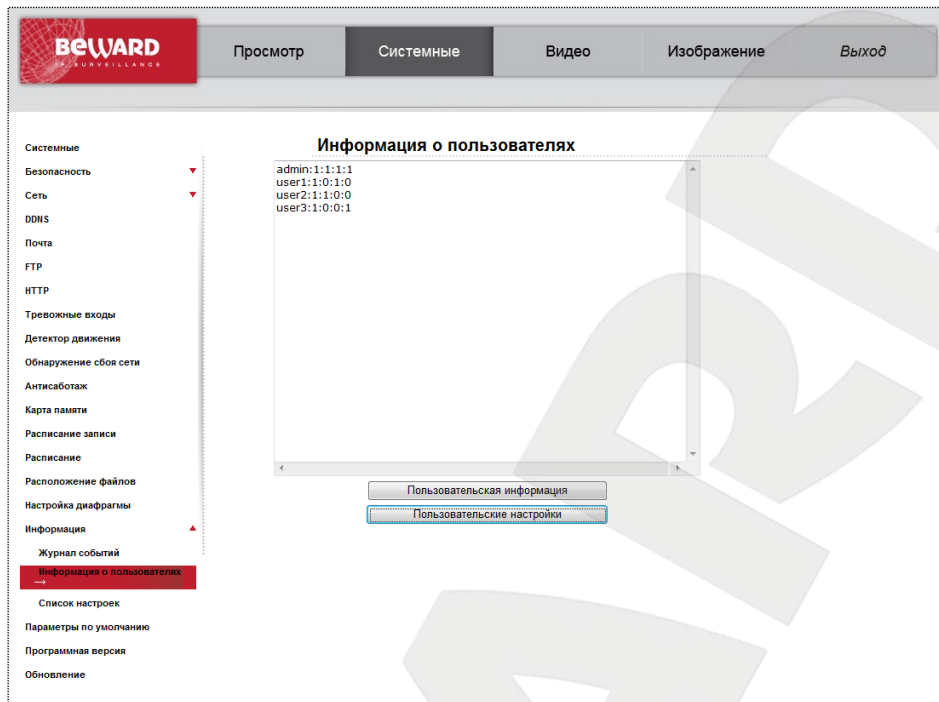 BEWARD
IP SURVEILLANCE
Просмотр
Системные
Видео
Изображение
Выход
Системные
Безопасность
Сеть
DDNS
Почта
FTP
HTTP
Тревожные входы
Детектор движения
Обнаружение сбоя сети
Антисаботаж
Карта памяти
Расписание записи
Расписание
Расположение файлов
Настройка диафрагмы
Информация
Журнал событий
Информация о пользователях
→
Список настроек
Параметры по умолчанию
Программная версия
Обновление
Информация о пользователях
admin:1:1:1:1
user1:1:0:1:0
user2:1:1:0:0
user3:1:0:0:1
Пользовательская информация
Пользовательские настройки